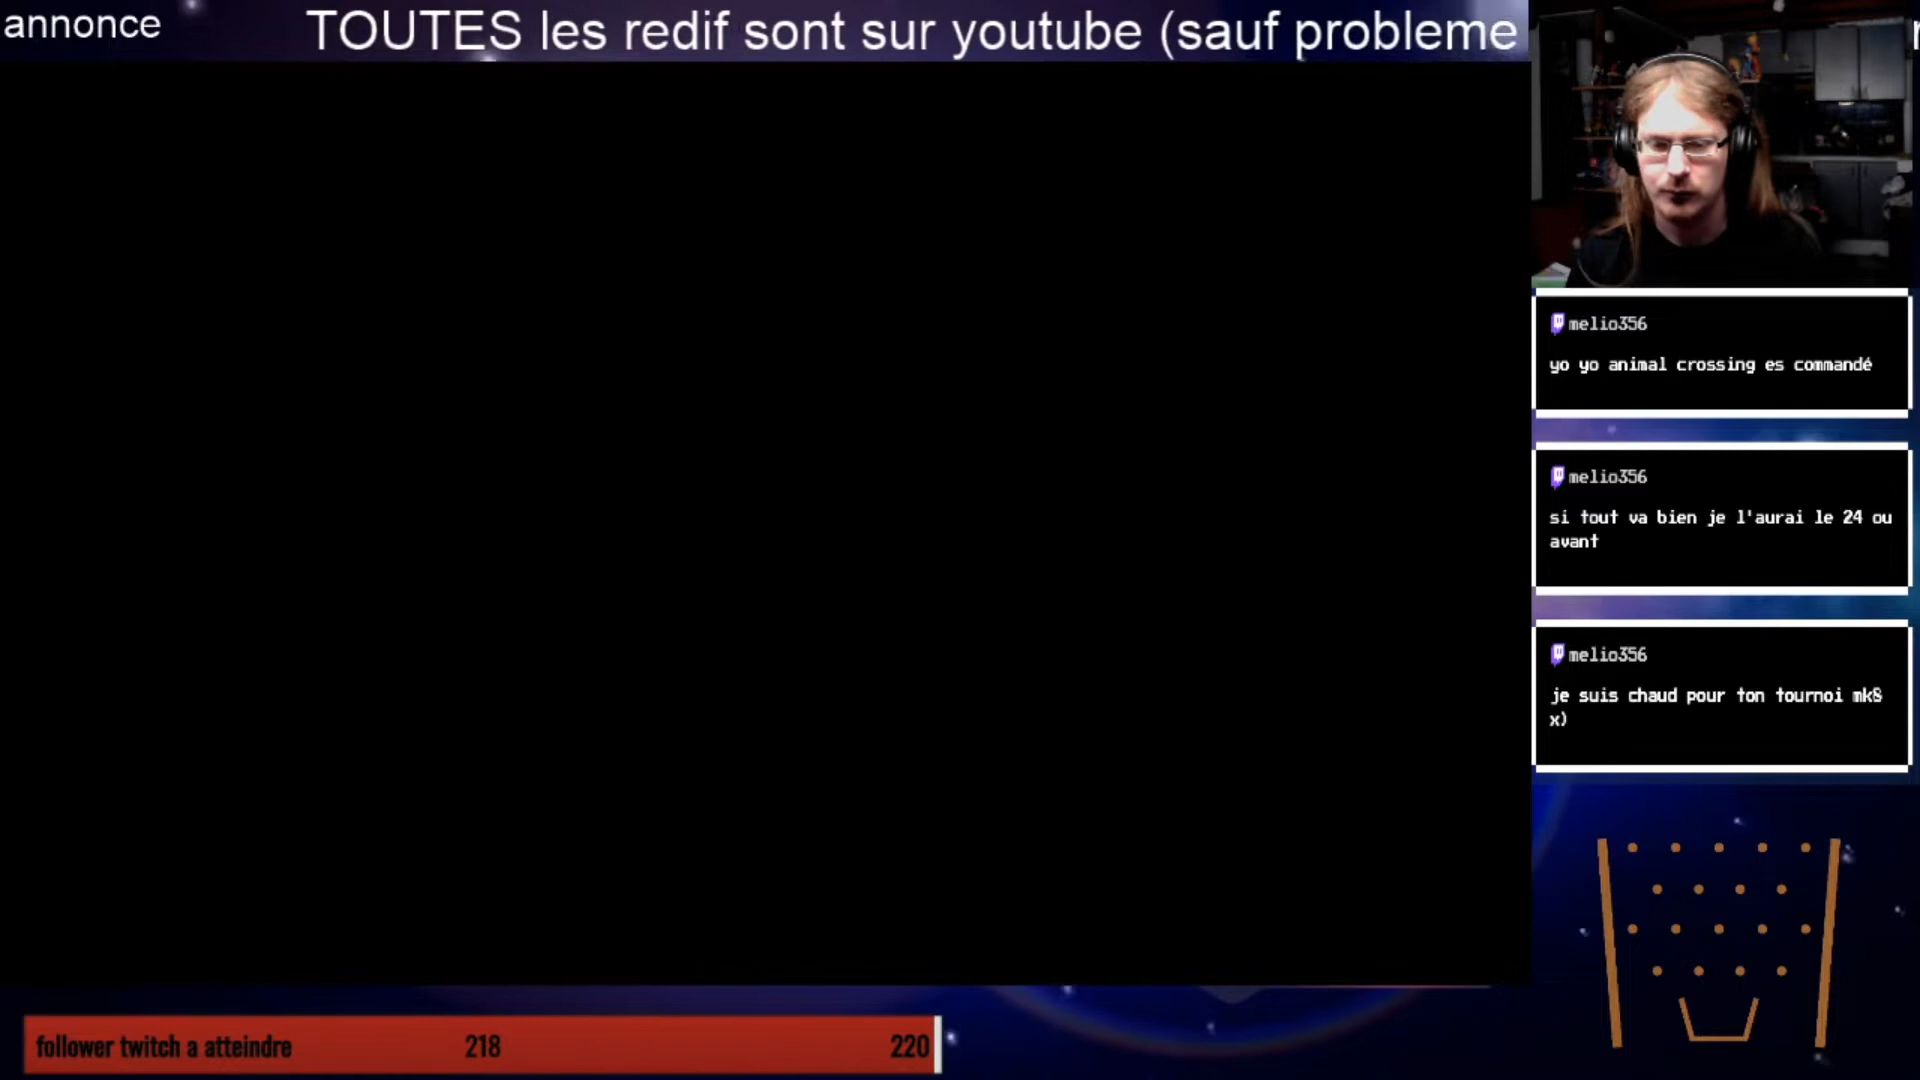 annonce
TOUTES les redif sont sur youtube (sauf probleme
melio356
yo yo animal crossing es commandé
melio356
si tout va bien je l'aurai le 24 ou
avant
melio356
je suis chaud pour ton tournoi mk8
x)
follower twitch a atteindre 218 220